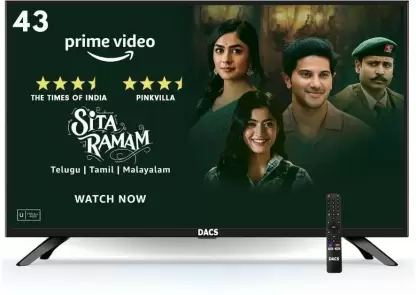 43
prime video
THE TIMES OF INDIA
PINKVILLA
SITA
RAMAM
Telugu | Tamil | Malayalam
WATCH NOW
DACS